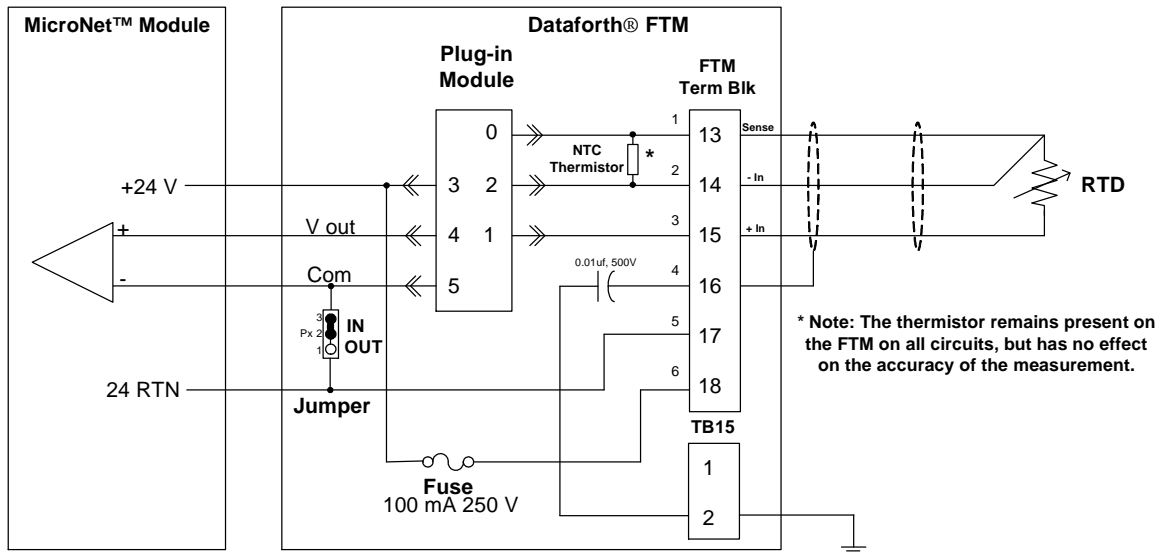 MicroNet™ Module
Dataforth® FTM
Plug-in
Module
FTM
Term Blk
0
1
13
Sense
NTC
Thermistor
*
+24 V
3
2
2
14
- In
RTD
+
V out
4
1
3
15
+ In
-
Com
5
0.01uf, 500V
4
16
3
Px 2
1
IN
OUT
5
17
* Note: The thermistor remains present on
the FTM on all circuits, but has no effect
on the accuracy of the measurement.
24 RTN
Jumper
6
18
TB15
1
Fuse
100 mA 250 V
2